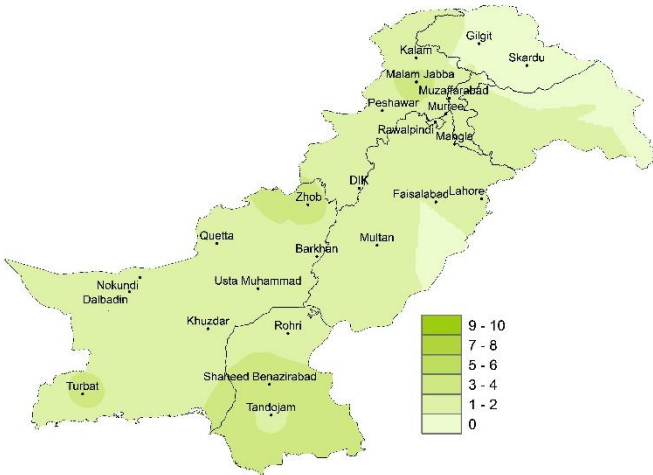 Gilgit
Kalam
Skardu
Malam Jabba
Muzaffarabad
Peshawar
Murree
Rawalpindi
Mangla
DIK
Faisalabad
Lahore
Zhob
Quetta
Multan
Barkhan
Nokundi
Usta Muhammad
Dalbadin
Khuzdar
Rohri
9 - 10
7 - 8
5 - 6
3 - 4
1 - 2
0
Turbat
Shaheed Benazirabad
Tandojam